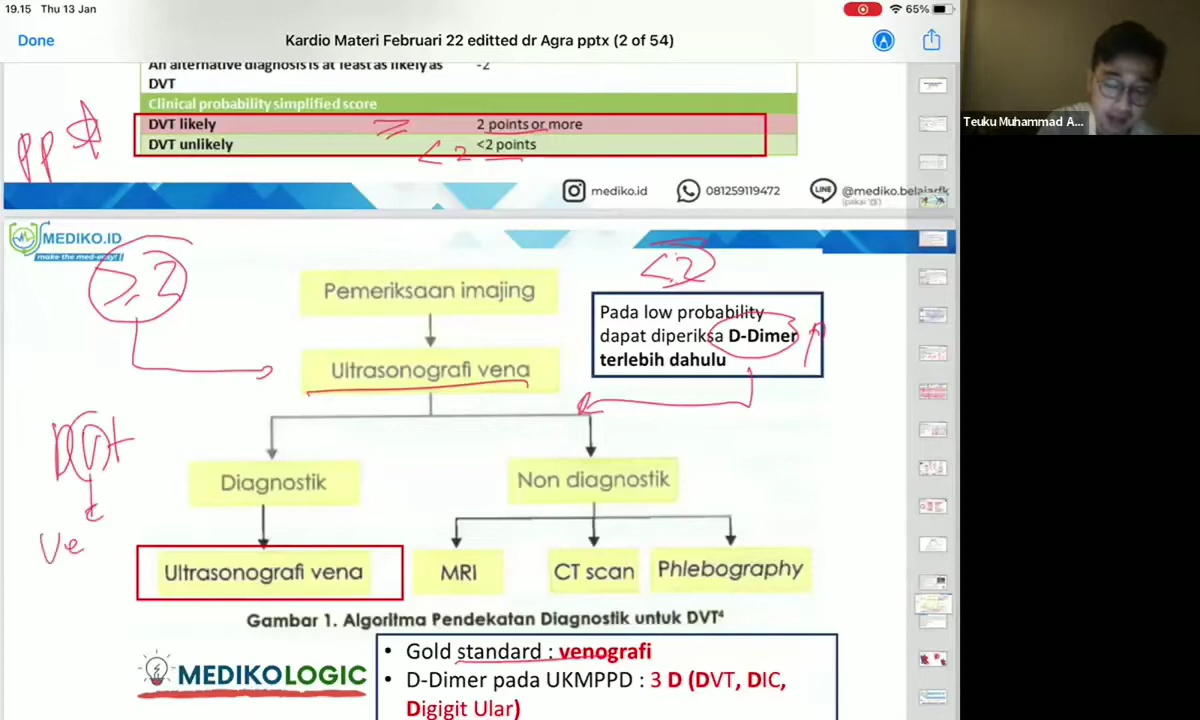 19.15 Thu 13 Jan
65%
Done
Kardio Materi Februari 22 editted dr Agra pptx (2 of 54)
Teuku Muhammad A...
An alternative diagnosis is at least as likely as DVT -2
Clinical probability simplified score
DVT likely 2 points or more
DVT unlikely <2 points
< 2
PP
mediko.id
081259119472
@mediko.belajarfk
(pakai '@')
MEDIKO.ID
make the med-easy!
≥ 2
< 2
Pemeriksaan imajing
Pada low probability
dapat diperiksa D-Dimer
terlebih dahulu
Ultrasonografi vena
DVT
Ve
Diagnostik
Non diagnostik
Ultrasonografi vena
MRI
CT scan
Phlebography
Gambar 1. Algoritma Pendekatan Diagnostik untuk DVT⁴
MEDIKOLOGIC
• Gold standard : venografi
• D-Dimer pada UKMPPD : 3 D (DVT, DIC,
Digigit Ular)